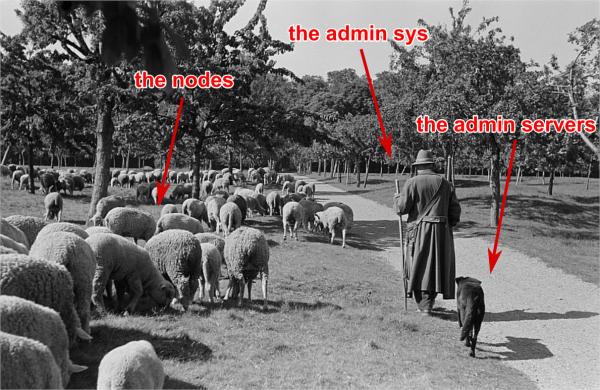 the admin sys
the nodes
the admin servers